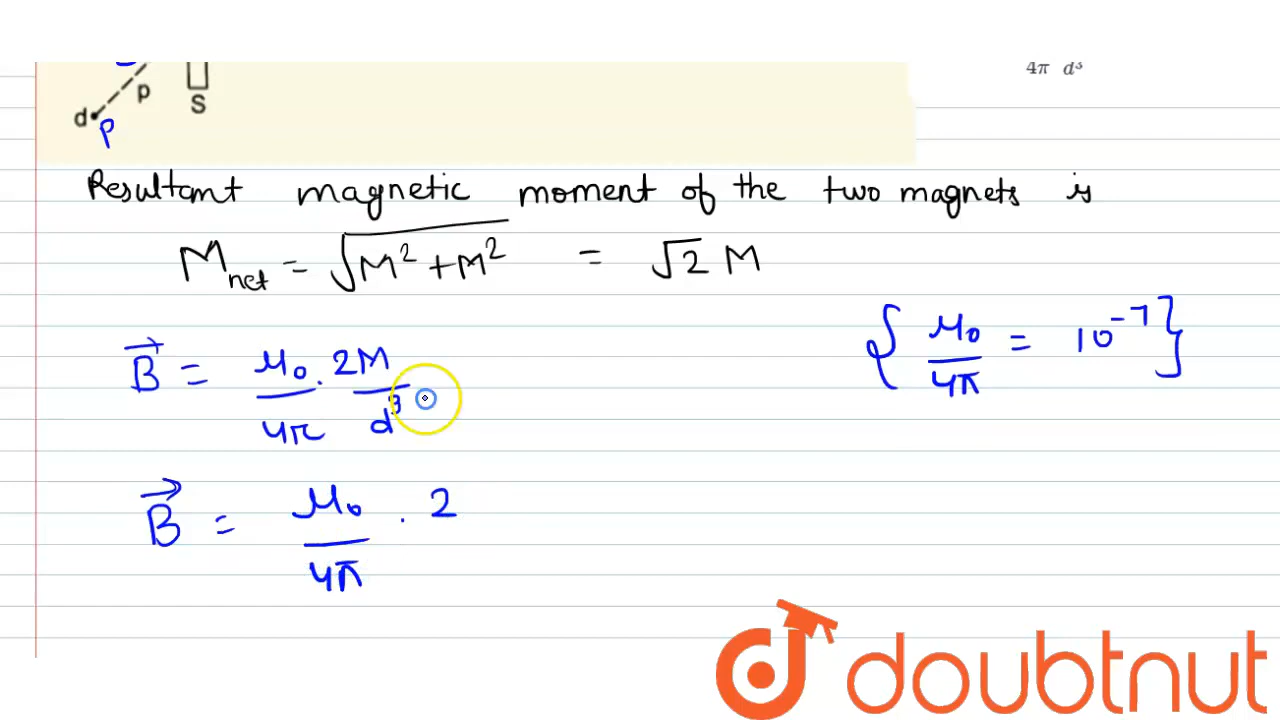 4π d³
p
d
P
S
Resultant magnetic moment of the two magnets is
M net = √M² + M² = √2 M
{ μ₀/4π = 10⁻⁷ }
B⃗ = μ₀/4π . 2M/d³
B⃗ = μ₀/4π . 2
doubtnut